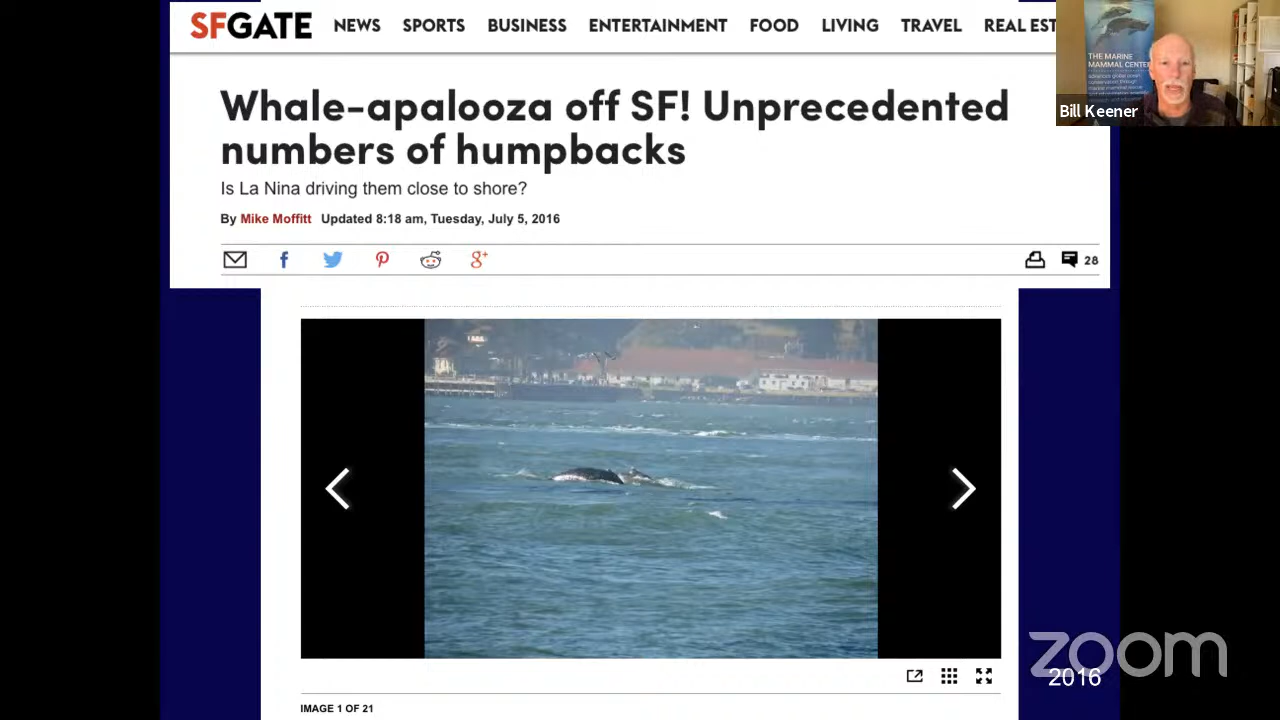 SFGATE NEWS SPORTS BUSINESS ENTERTAINMENT FOOD LIVING TRAVEL REAL EST
THE MARINE
MAMMAL CENTER
Bill Keener
Whale-apalooza off SF! Unprecedented
numbers of humpbacks
Is La Nina driving them close to shore?
By Mike Moffitt Updated 8:18 am, Tuesday, July 5, 2016
28
zoom
2016
IMAGE 1 OF 21